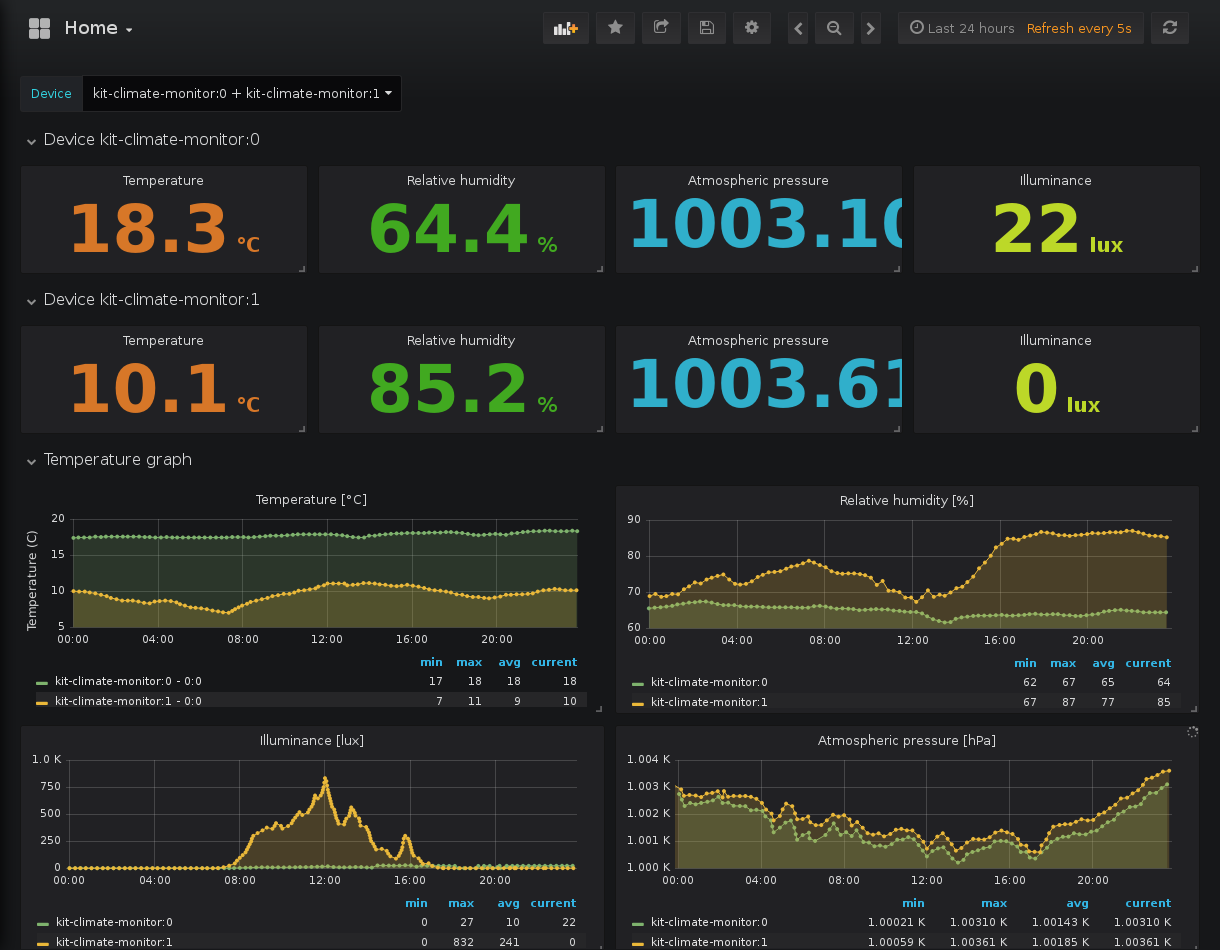 Home
Last 24 hours Refresh every 5s
Device kit-climate-monitor:0 + kit-climate-monitor:1
Device kit-climate-monitor:0
Temperature Relative humidity Atmospheric pressure Illuminance
18.3 °C 64.4 % 1003.10 22 lux
Device kit-climate-monitor:1
Temperature Relative humidity Atmospheric pressure Illuminance
10.1 °C 85.2 % 1003.61 0 lux
Temperature graph
Temperature [°C]
Temperature (C)
20
15
10
5
00:00 04:00 08:00 12:00 16:00 20:00
min max avg current
kit-climate-monitor:0 - 0:0 17 18 18 18
kit-climate-monitor:1 - 0:0 7 11 9 10
Relative humidity [%]
90
80
70
60
00:00 04:00 08:00 12:00 16:00 20:00
min max avg current
kit-climate-monitor:0 62 67 65 64
kit-climate-monitor:1 67 87 77 85
Illuminance [lux]
1.0 K
750
500
250
0
00:00 04:00 08:00 12:00 16:00 20:00
min max avg current
kit-climate-monitor:0 0 27 10 22
kit-climate-monitor:1 0 832 241 0
Atmospheric pressure [hPa]
1.004 K
1.003 K
1.002 K
1.001 K
1.000 K
00:00 04:00 08:00 12:00 16:00 20:00
min max avg current
kit-climate-monitor:0 1.00021 K 1.00310 K 1.00143 K 1.00310 K
kit-climate-monitor:1 1.00059 K 1.00361 K 1.00185 K 1.00361 K